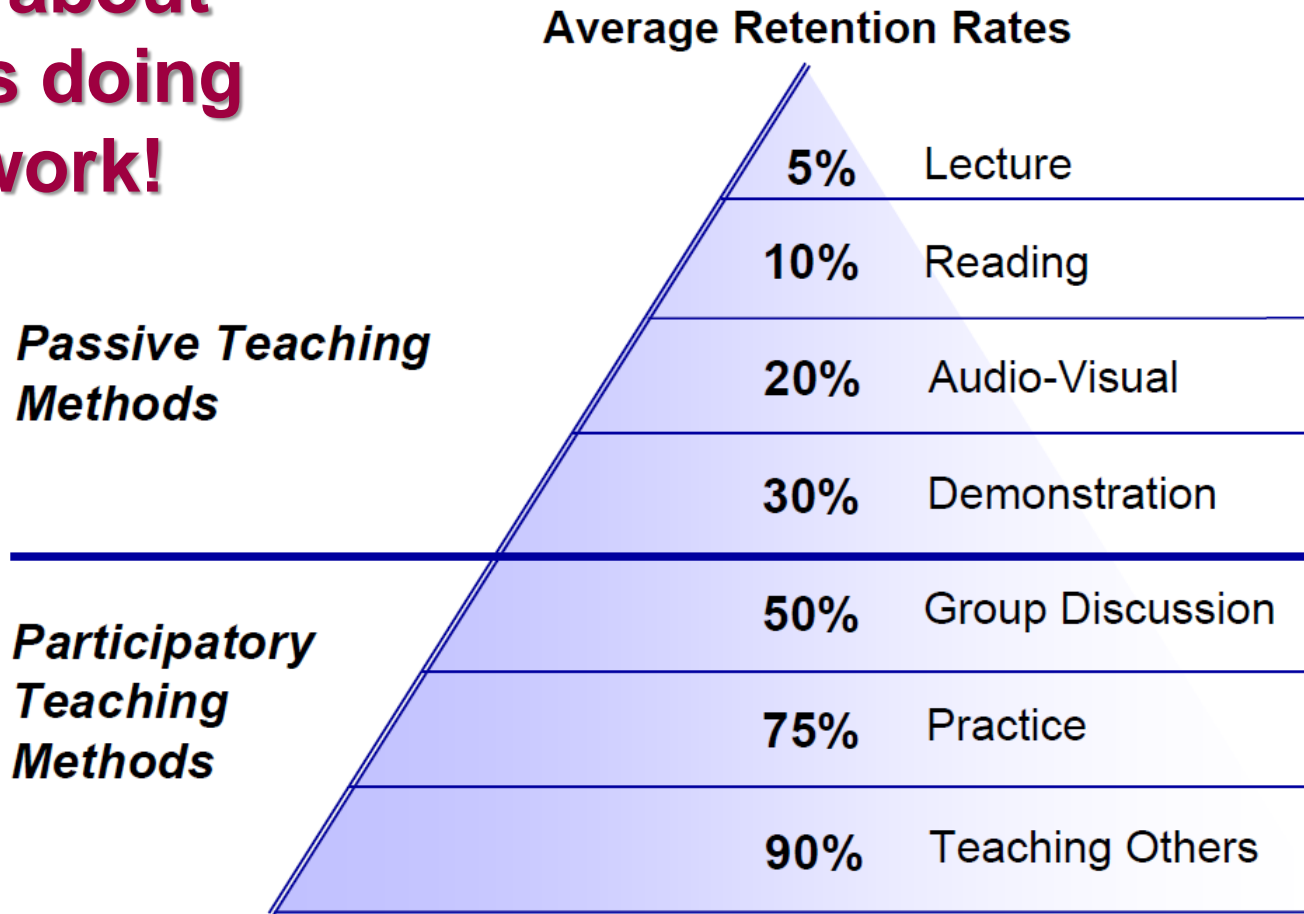 about
s doing
work!
Average Retention Rates
5% Lecture
10% Reading
20% Audio-Visual
30% Demonstration
Passive Teaching
Methods
50% Group Discussion
75% Practice
90% Teaching Others
Participatory
Teaching
Methods